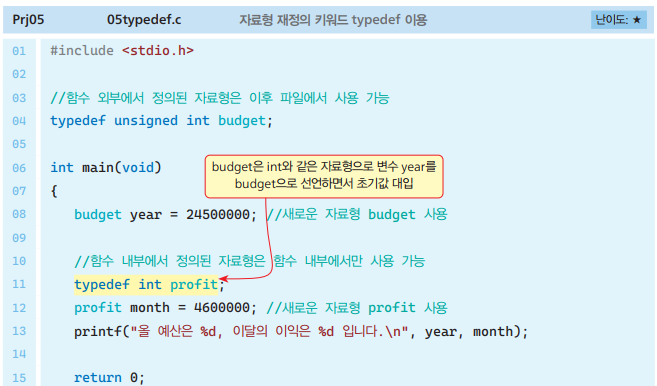 Prj05 05typedef.c 자료형 재정의 키워드 typedef 이용 난이도: ★
01 #include <stdio.h>
02
03 //함수 외부에서 정의된 자료형은 이후 파일에서 사용 가능
04 typedef unsigned int budget;
05
06 int main(void)
budget은 int와 같은 자료형으로 변수 year를
budget으로 선언하면서 초기값 대입
07 {
08 budget year = 24500000; //새로운 자료형 budget 사용
09
10 //함수 내부에서 정의된 자료형은 함수 내부에서만 사용 가능
11 typedef int profit;
12 profit month = 4600000; //새로운 자료형 profit 사용
13 printf("올 예산은 %d, 이달의 이익은 %d 입니다.\n", year, month);
14
15 return 0;